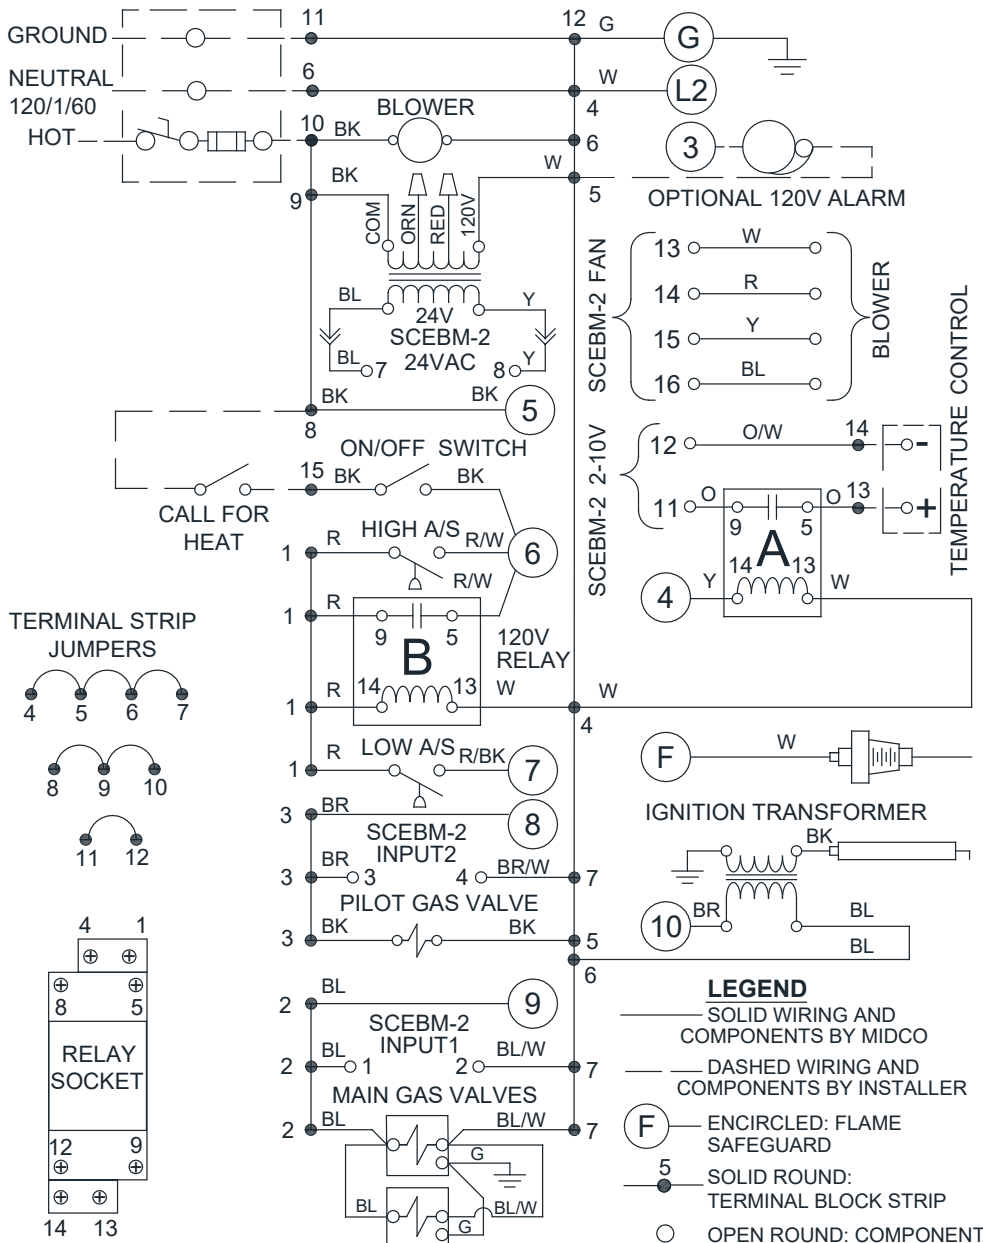 GROUND
11
12
G
G
NEUTRAL
6
W
L2
120/1/60
4
BLOWER
HOT
10
BK
6
3
BK
W
9
5
OPTIONAL 120V ALARM
COM
ORN
RED
120V
SCEBM-2 FAN
13
W
14
R
15
Y
16
BL
BLOWER
BL
24V
Y
SCEBM-2
24VAC
BL
7
8
Y
BK
BK
5
8
TEMPERATURE CONTROL
SCEBM-2 2-10V
12
O/W
14
-
11
O
O
13
+
9
5
A
14
13
4
Y
W
ON/OFF SWITCH
15
BK
BK
CALL FOR
HEAT
HIGH A/S
1
R
R/W
6
R/W
1
R
9
5
B
120V
RELAY
14
13
1
R
W
W
4
LOW A/S
1
R
R/BK
7
F
W
3
BR
8
SCEBM-2
INPUT2
3
BR
3
4
BR/W
7
IGNITION TRANSFORMER
BK
10
BR
BL
BL
PILOT GAS VALVE
3
BK
BK
5
6
2
BL
9
SCEBM-2
INPUT1
2
BL
1
2
BL/W
7
MAIN GAS VALVES
2
BL
BL/W
7
G
BL
BL/W
G
TERMINAL STRIP
JUMPERS
4 5 6 7
8 9 10
11 12
4 1
8 5
RELAY
SOCKET
12 9
14 13
LEGEND
SOLID WIRING AND
COMPONENTS BY MIDCO
DASHED WIRING AND
COMPONENTS BY INSTALLER
F
ENCIRCLED: FLAME
SAFEGUARD
5
SOLID ROUND:
TERMINAL BLOCK STRIP
OPEN ROUND: COMPONENT